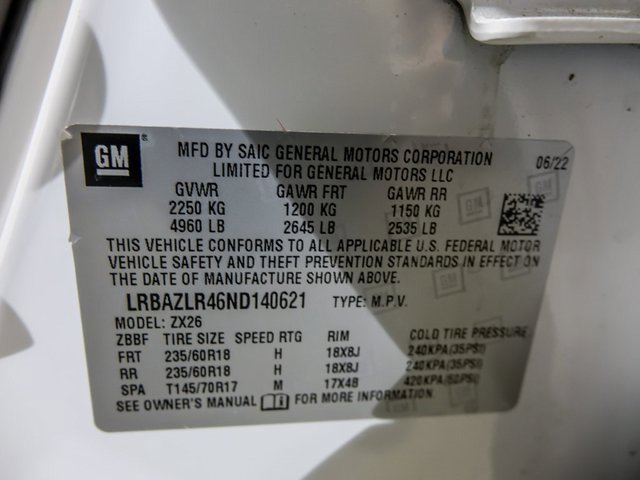 GM ®
MFD BY SAIC GENERAL MOTORS CORPORATION 06/22
LIMITED FOR GENERAL MOTORS LLC
GVWR GAWR FRT GAWR RR
2250 KG 1200 KG 1150 KG
4960 LB 2645 LB 2535 LB
THIS VEHICLE CONFORMS TO ALL APPLICABLE U.S. FEDERAL MOTOR
VEHICLE SAFETY AND THEFT PREVENTION STANDARDS IN EFFECT ON
THE DATE OF MANUFACTURE SHOWN ABOVE.
LRBAZLR46ND140621 TYPE: M.P.V.
MODEL: ZX26
ZBBF TIRE SIZE SPEED RTG RIM COLD TIRE PRESSURE
FRT 235/60R18 H 18X8J 240KPA(35PSI)
RR 235/60R18 H 18X8J 240KPA(35PSI)
SPA T145/70R17 M 17X4B 420KPA(60PSI)
SEE OWNER'S MANUAL FOR MORE INFORMATION